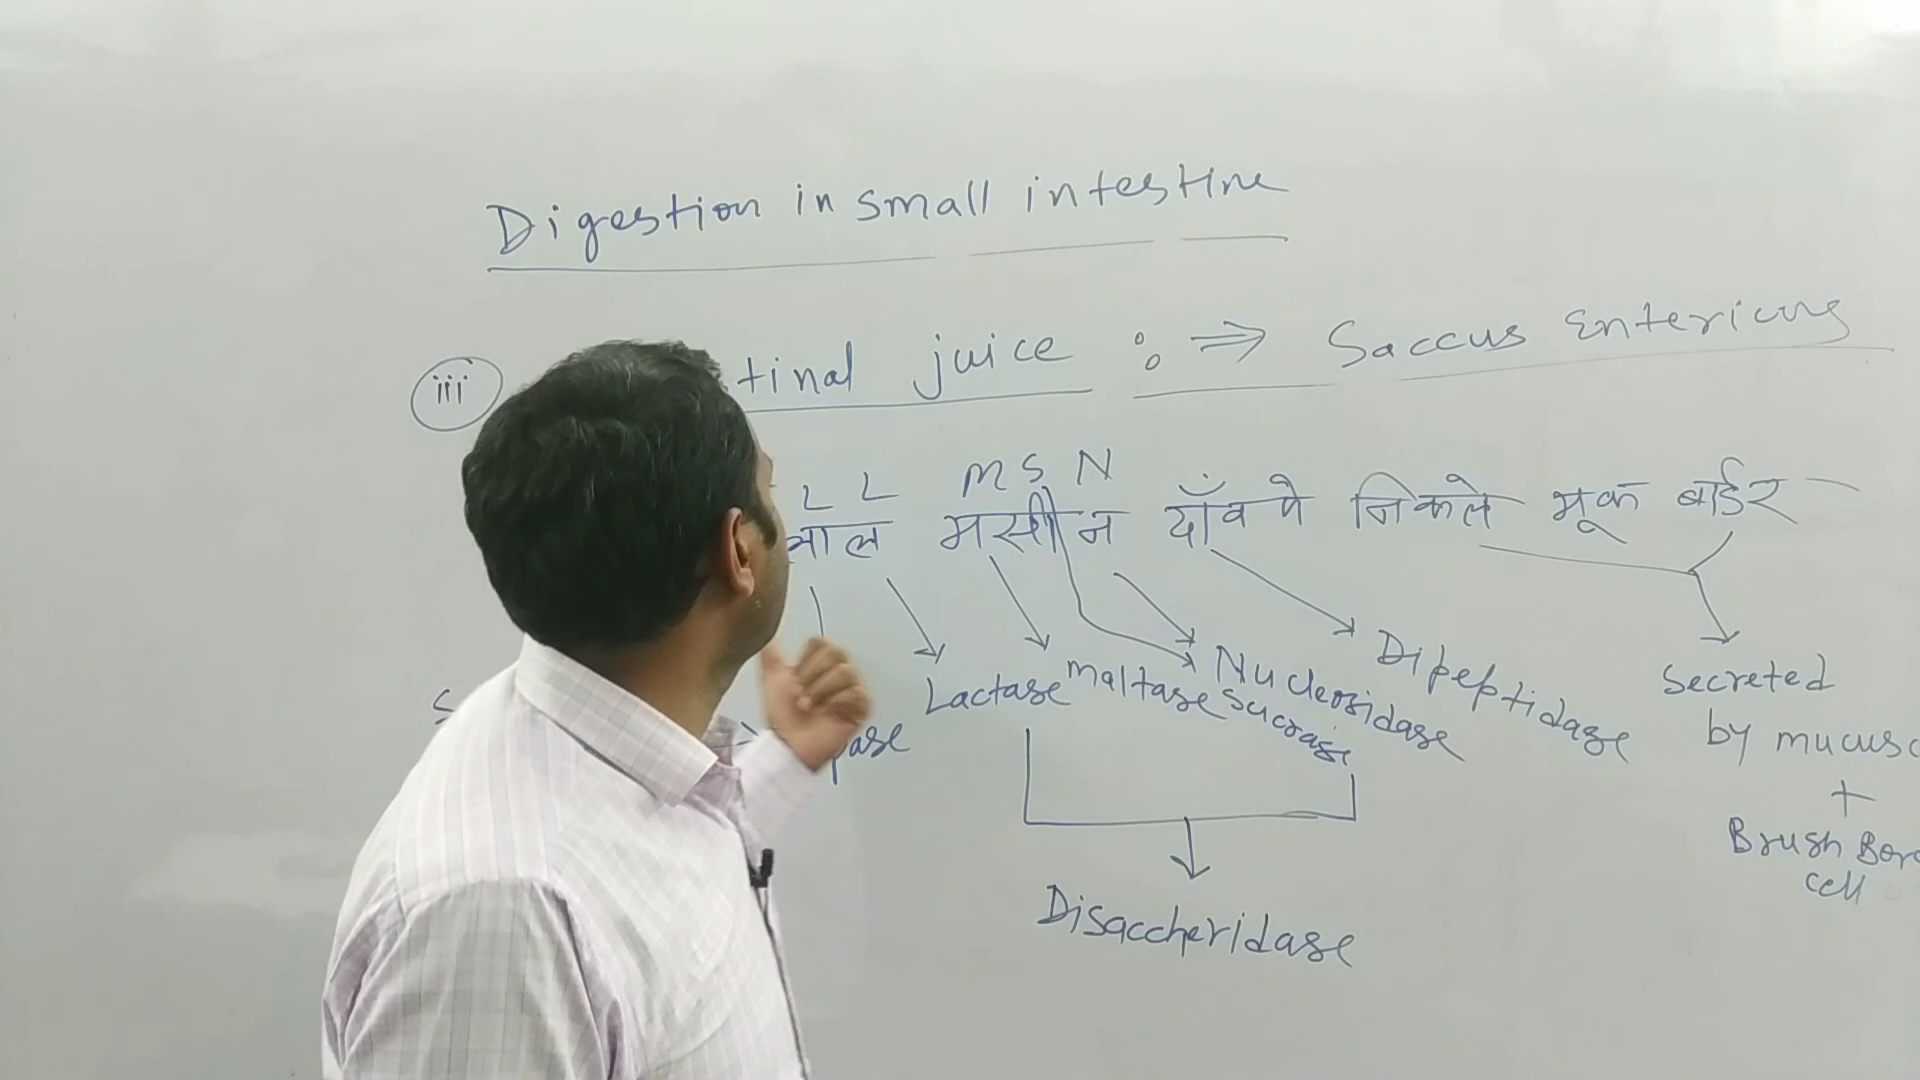 Digestion in small intestine
iii tinal juice : ⇒ Saccus Entericus
L L M S N
लाल मसीन दाँव पे निकले भूक बार्डर
S ase Lactase maltase Sucrase Nucleosidase Dipeptidase Secreted
by mucus
+
Brush Bor
cell
Disaccheridase